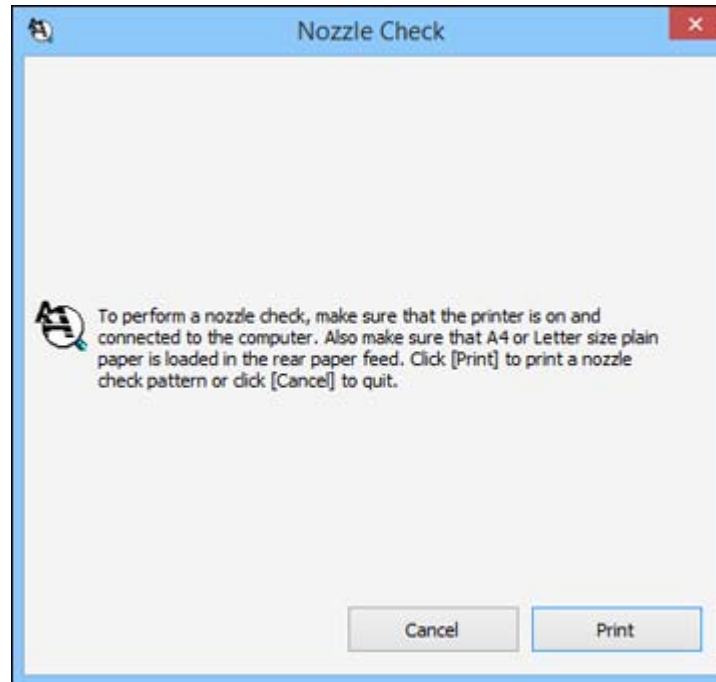 Nozzle Check
To perform a nozzle check, make sure that the printer is on and
connected to the computer. Also make sure that A4 or Letter size plain
paper is loaded in the rear paper feed. Click [Print] to print a nozzle
check pattern or click [Cancel] to quit.
Cancel
Print